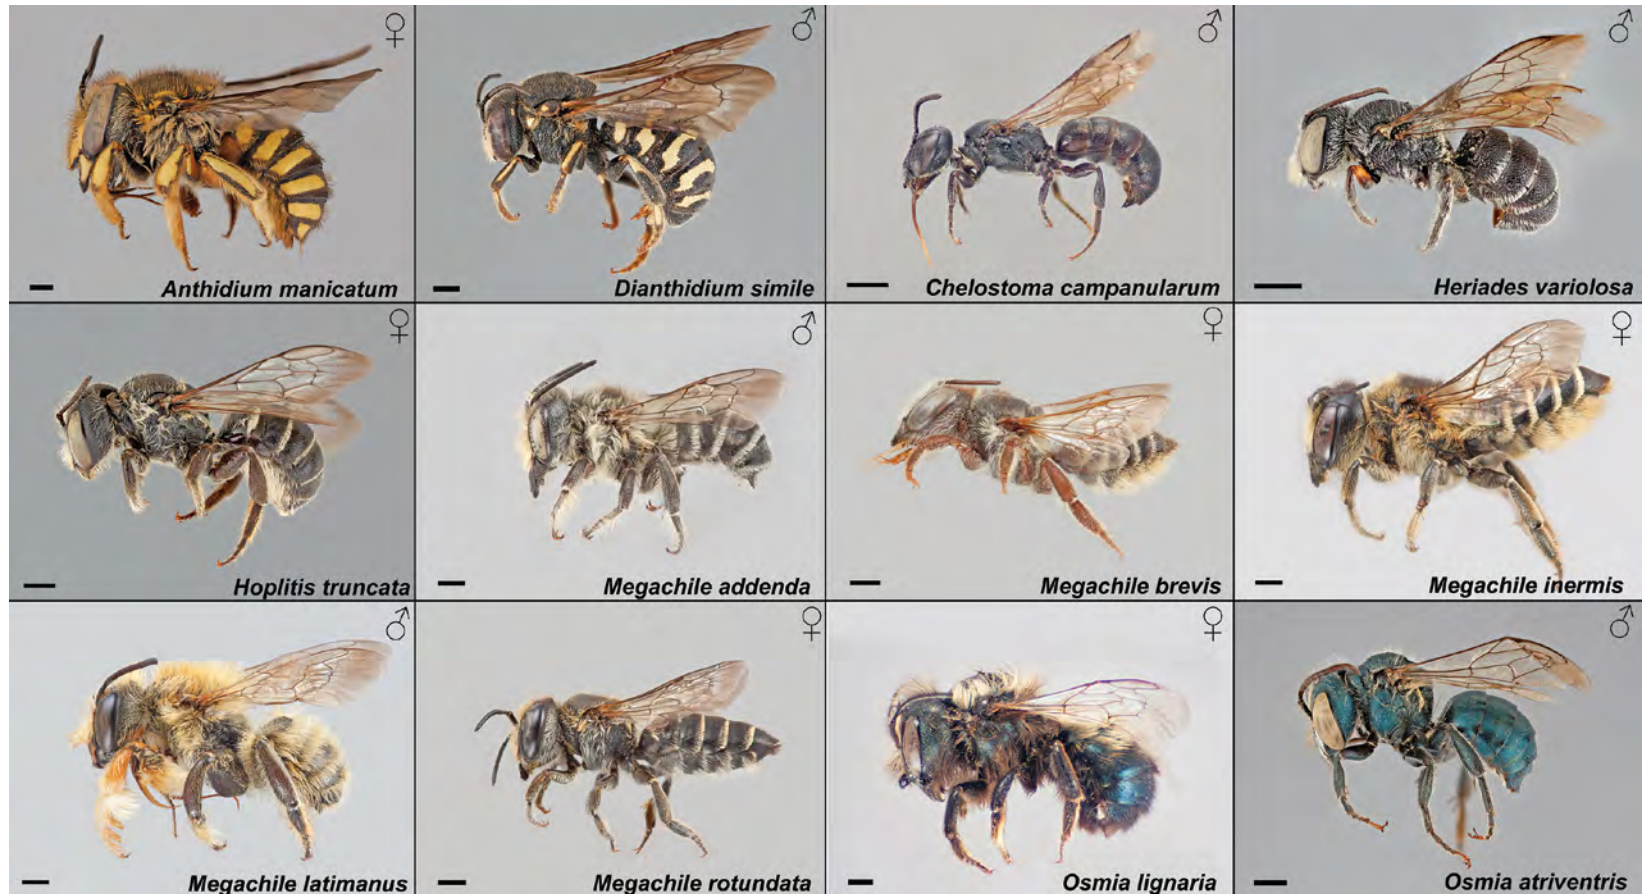 ♀
♂
♂
♂
Anthidium manicatum
Dianthidium simile
Chelostoma campanularum
Heriades variolosa
♀
♂
♀
♀
Hoplitis truncata
Megachile addenda
Megachile brevis
Megachile inermis
♂
♀
♀
♂
Megachile latimanus
Megachile rotundata
Osmia lignaria
Osmia atriventris